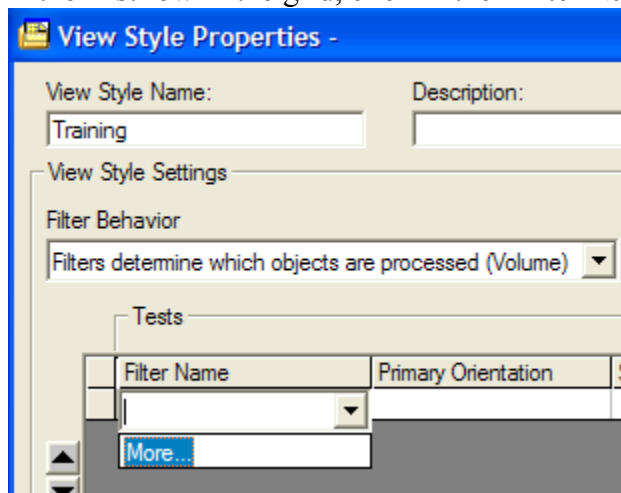 View Style Properties -
View Style Name:
Description:
Training
View Style Settings
Filter Behavior
Filters determine which objects are processed (Volume)
Tests
Filter Name
Primary Orientation
More...